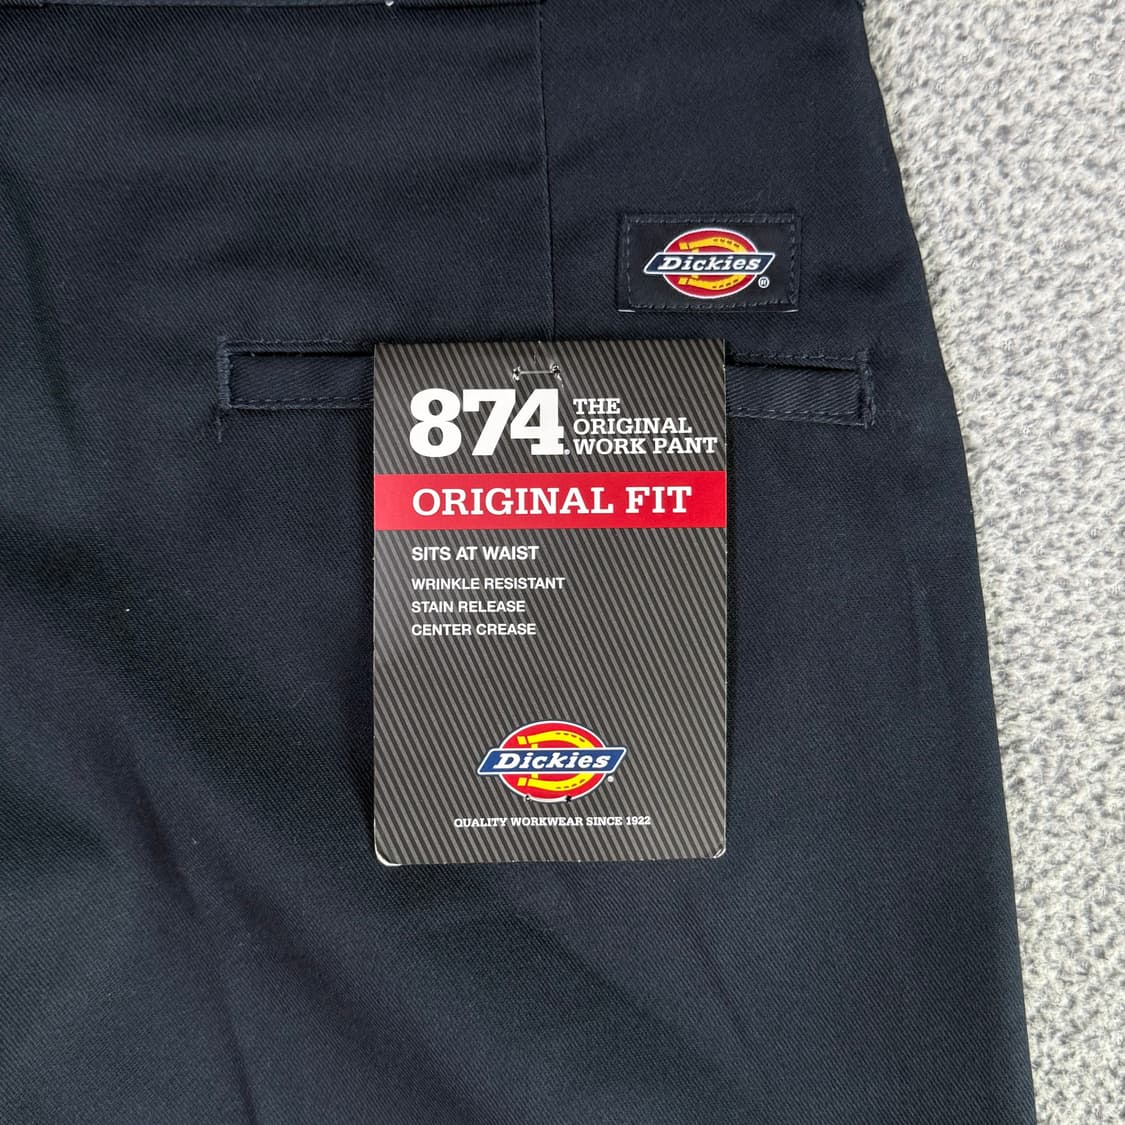 Dickies®
874®
THE
ORIGINAL
WORK PANT
ORIGINAL FIT
SITS AT WAIST
WRINKLE RESISTANT
STAIN RELEASE
CENTER CREASE
Dickies®
QUALITY WORKWEAR SINCE 1922